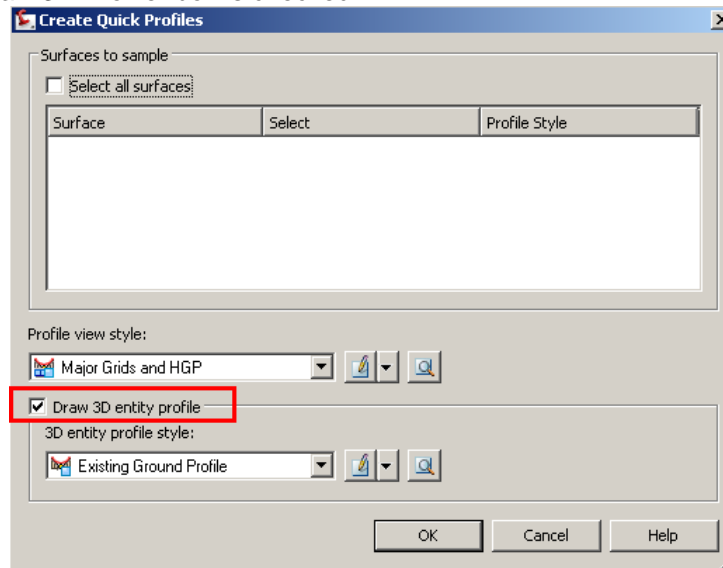 Create Quick Profiles
Surfaces to sample
Select all surfaces
Surface Select Profile Style
Profile view style:
Major Grids and HGP
Draw 3D entity profile
3D entity profile style:
Existing Ground Profile
OK Cancel Help